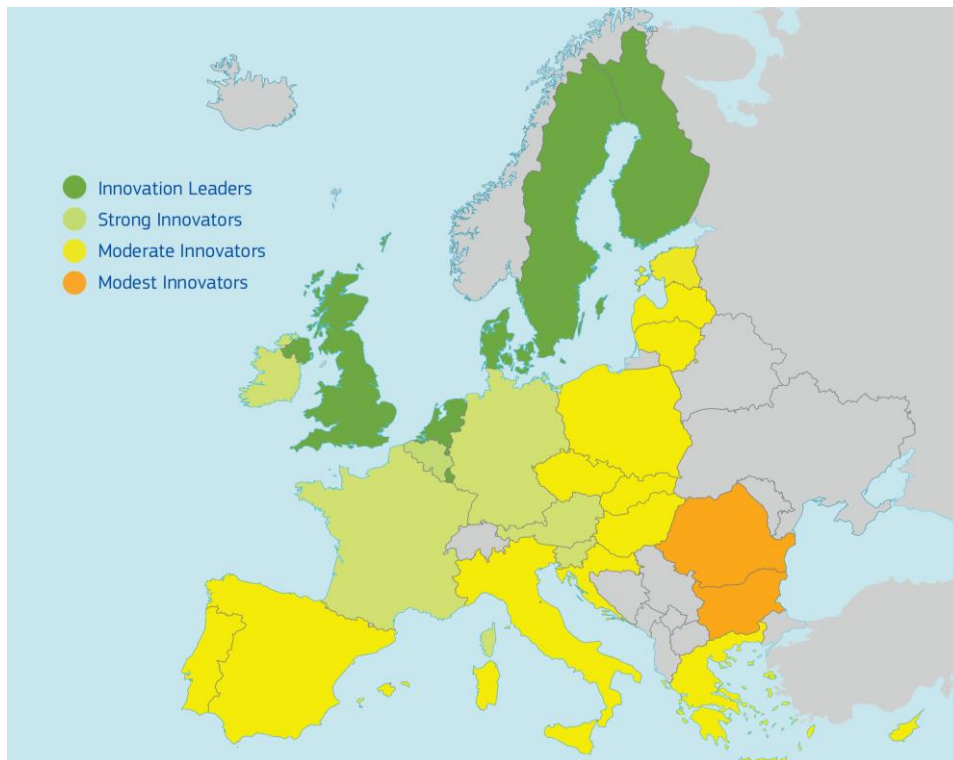 Innovation Leaders
Strong Innovators
Moderate Innovators
Modest Innovators